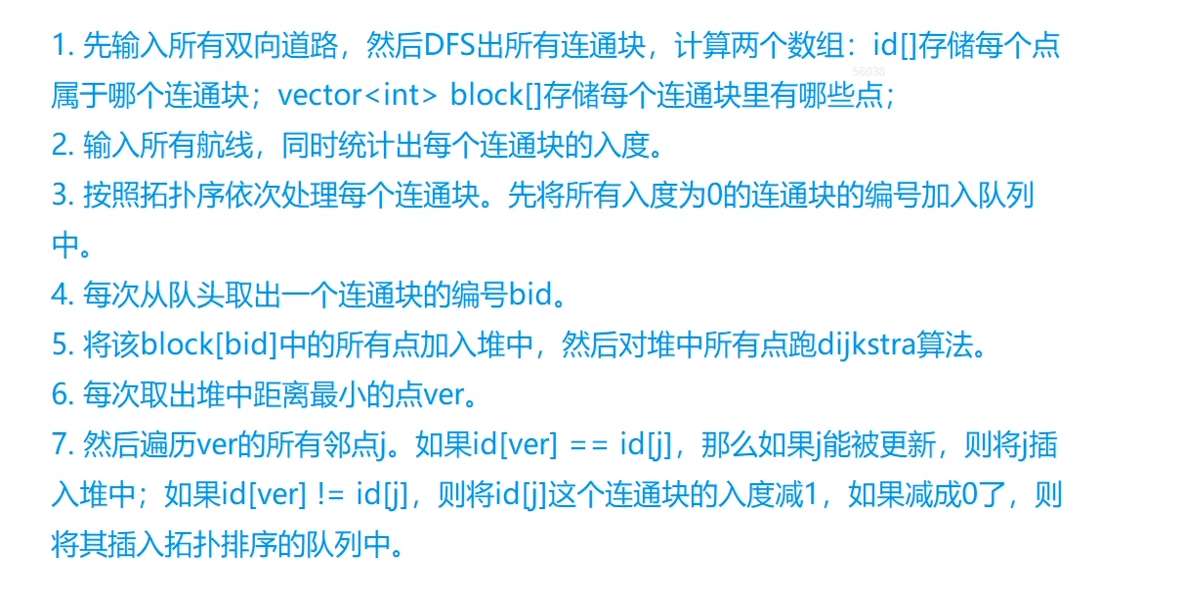 1. 先输入所有双向道路，然后DFS出所有连通块，计算两个数组：id[]存储每个点
56038
属于哪个连通块；vector<int> block[]存储每个连通块里有哪些点；
2. 输入所有航线，同时统计出每个连通块的入度。
3. 按照拓扑序依次处理每个连通块。先将所有入度为0的连通块的编号加入队列
中。
4. 每次从队头取出一个连通块的编号bid。
5. 将该block[bid]中的所有点加入堆中，然后对堆中所有点跑dijkstra算法。
6. 每次取出堆中距离最小的点ver。
7. 然后遍历ver的所有邻点j。如果id[ver] == id[j]，那么如果j能被更新，则将j插
入堆中；如果id[ver] != id[j]，则将id[j]这个连通块的入度减1，如果减成0了，则
将其插入拓扑排序的队列中。